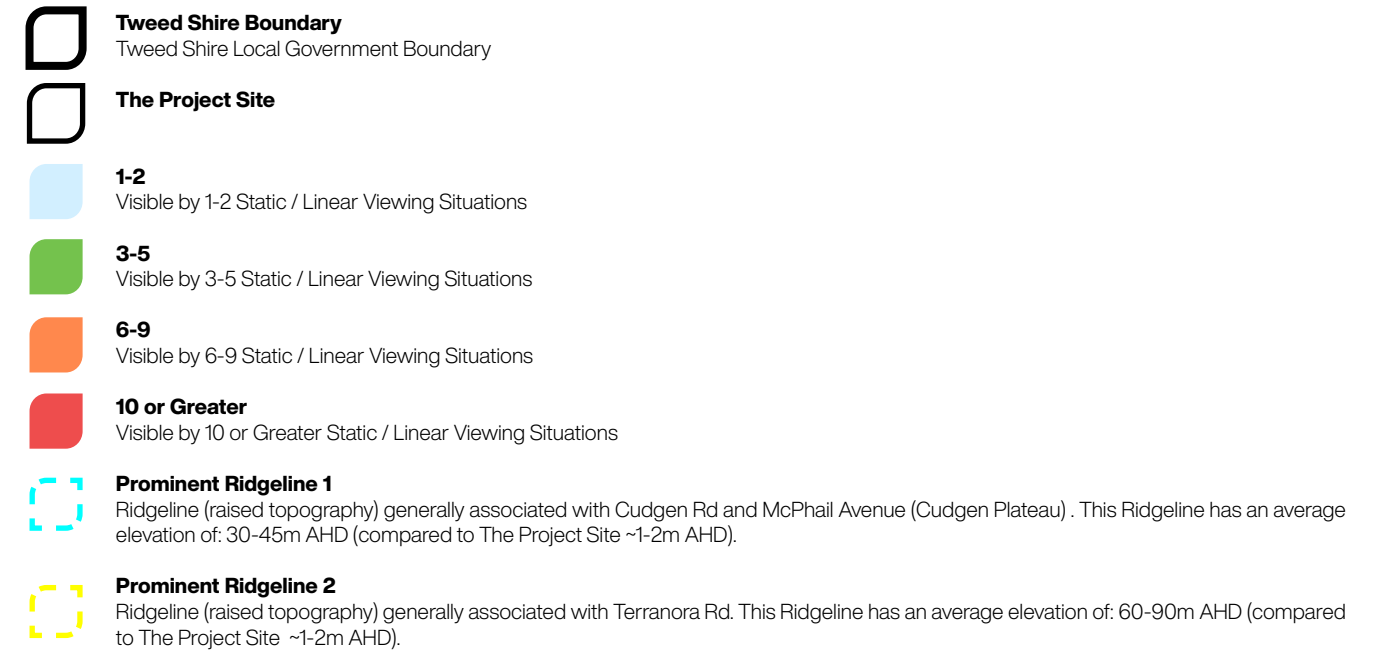 Tweed Shire Boundary
Tweed Shire Local Government Boundary
The Project Site
1-2
Visible by 1-2 Static / Linear Viewing Situations
3-5
Visible by 3-5 Static / Linear Viewing Situations
6-9
Visible by 6-9 Static / Linear Viewing Situations
10 or Greater
Visible by 10 or Greater Static / Linear Viewing Situations
Prominent Ridgeline 1
Ridgeline (raised topography) generally associated with Cudgen Rd and McPhail Avenue (Cudgen Plateau) . This Ridgeline has an average
elevation of: 30-45m AHD (compared to The Project Site ~1-2m AHD).
Prominent Ridgeline 2
Ridgeline (raised topography) generally associated with Terranora Rd. This Ridgeline has an average elevation of: 60-90m AHD (compared
to The Project Site ~1-2m AHD).